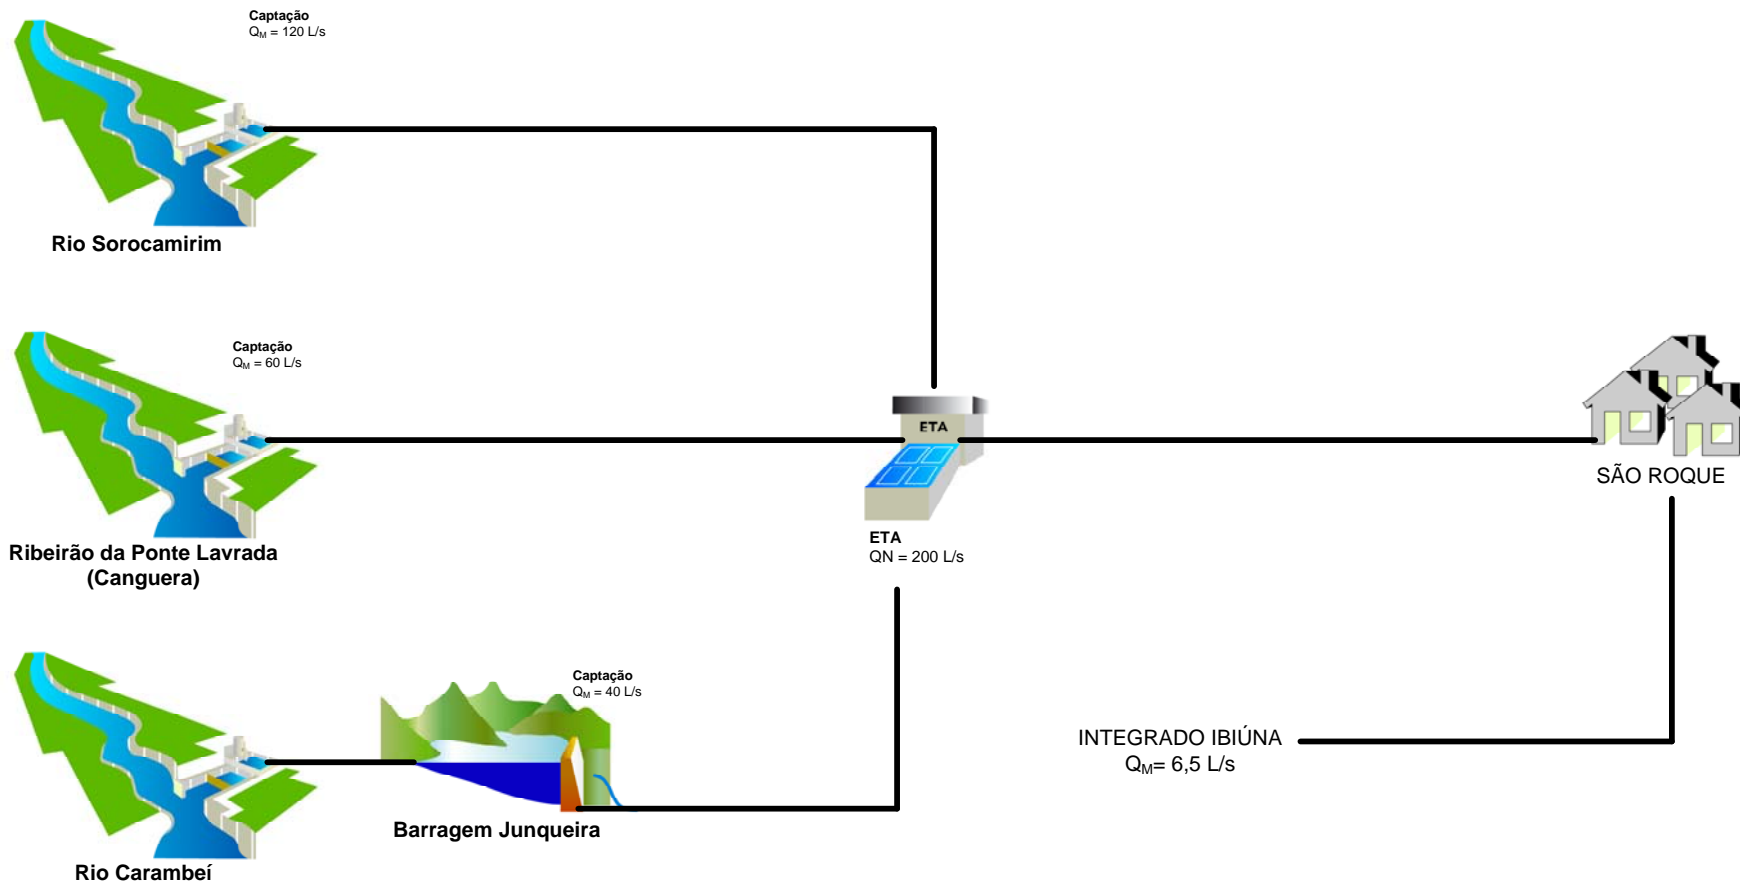 Captação
QM = 120 L/s
Rio Sorocamirim
Captação
QM = 60 L/s
Ribeirão da Ponte Lavrada
(Canguera)
ETA
ETA
QN = 200 L/s
SÃO ROQUE
Captação
QM = 40 L/s
Barragem Junqueira
Rio Carambeí
INTEGRADO IBIÚNA
QM= 6,5 L/s